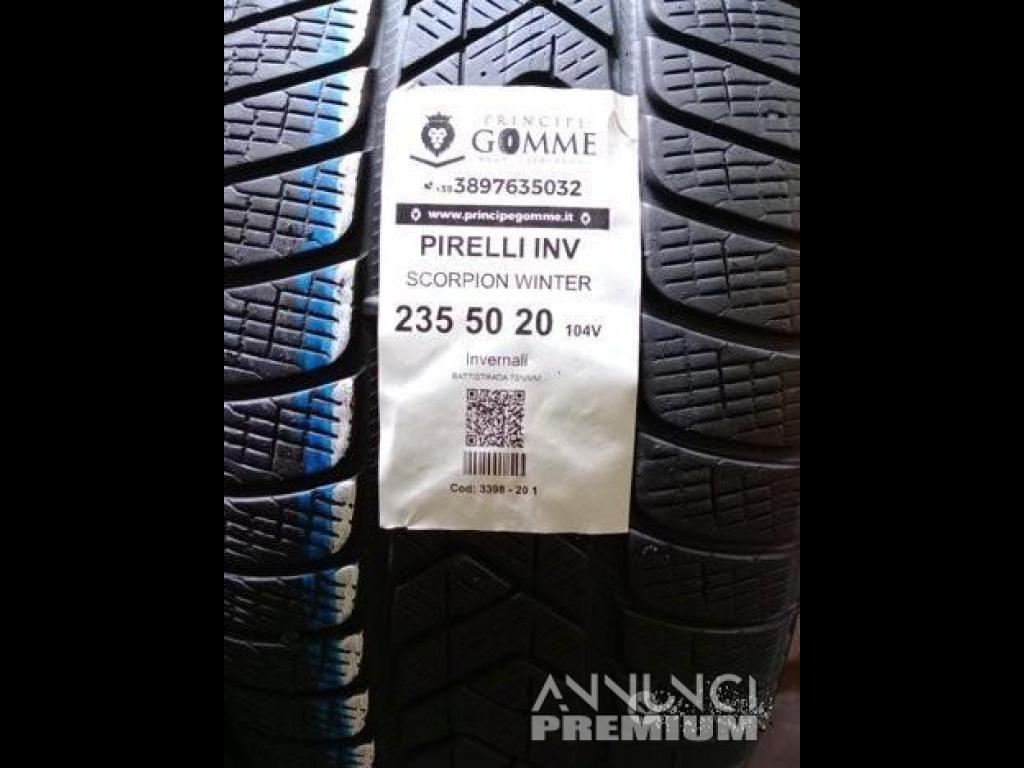 PRINCIPE
GOMME
+39 3897635032
www.principegomme.it
PIRELLI INV
SCORPION WINTER
235 50 20 104V
Invernali
BATTISTRADA
Cod: 3398 - 20 1
ANNUNCI
PREMIUM